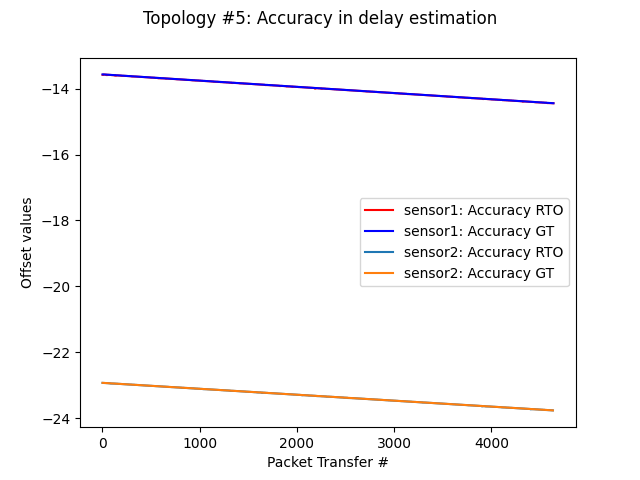 Topology #5: Accuracy in delay estimation
−14
−16
−18
−20
−22
−24
Offset values
sensor1: Accuracy RTO
sensor1: Accuracy GT
sensor2: Accuracy RTO
sensor2: Accuracy GT
0
1000
2000
3000
4000
Packet Transfer #